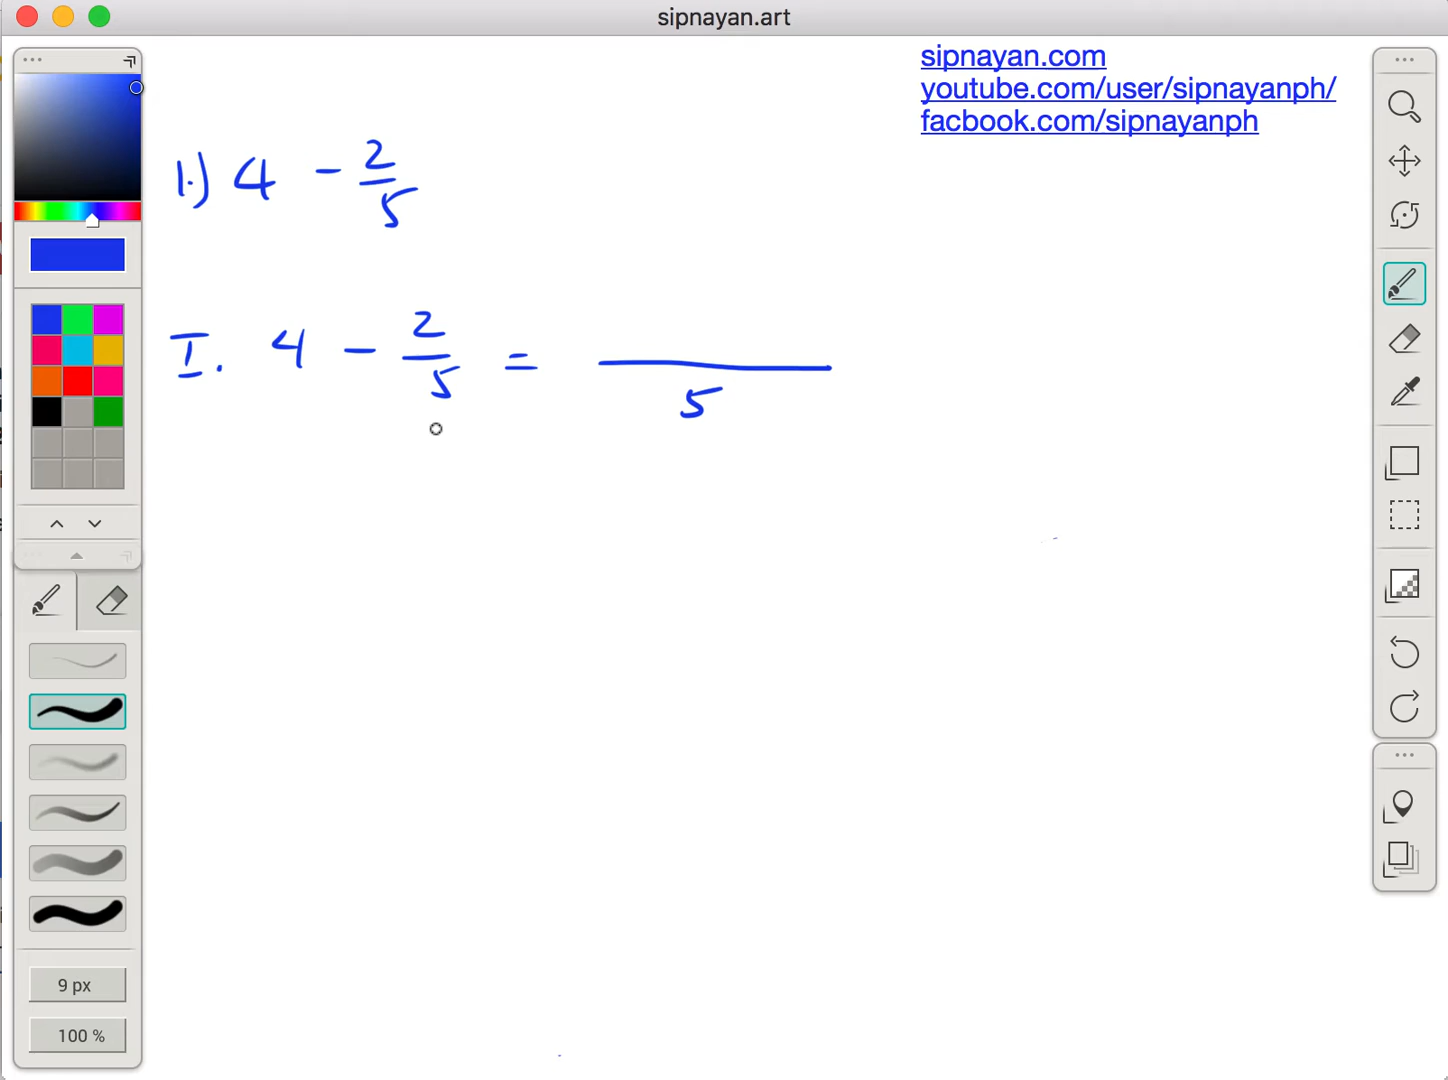 sipnayan.art
sipnayan.com
youtube.com/user/sipnayanph/
facbook.com/sipnayanph
1.) 4 - 2/5
I. 4 - 2/5 = /5
9 px
100 %